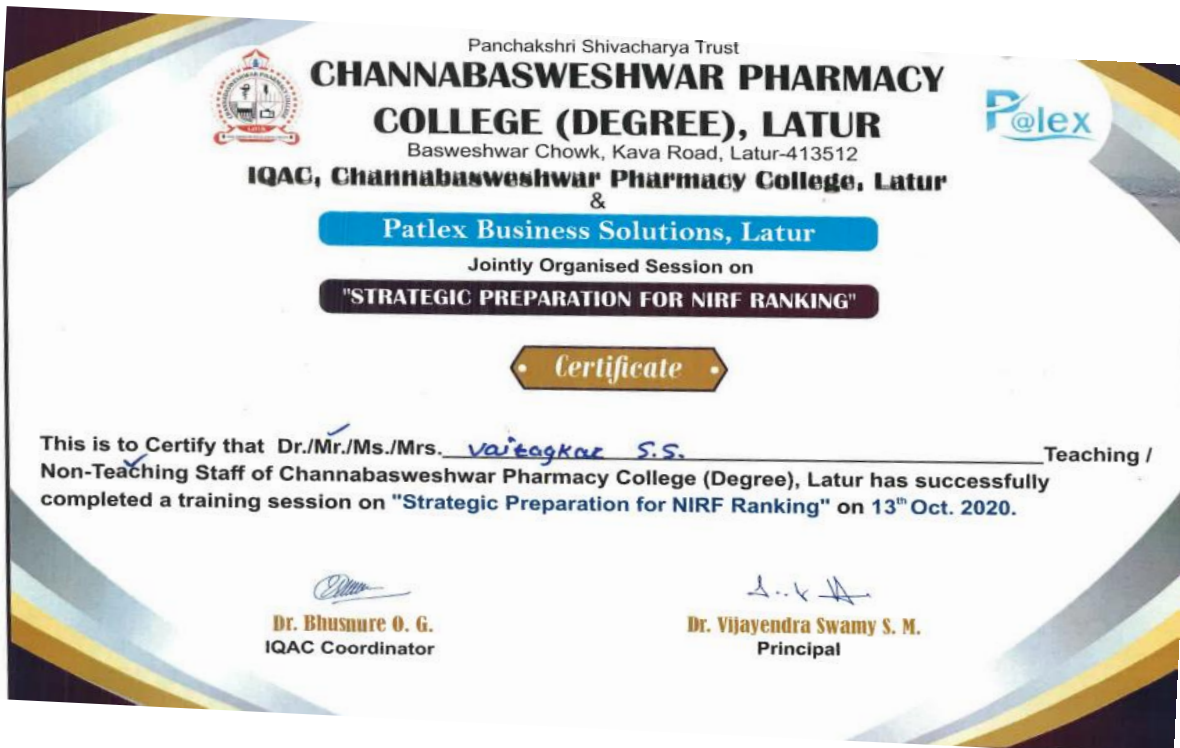 Panchakshri Shivacharya Trust
CHANNABASWESHWAR PHARMACY
COLLEGE (DEGREE), LATUR
P@lex
Basweshwar Chowk, Kava Road, Latur-413512
IQAC, Channabasweshwar Pharmacy College, Latur
&
Patlex Business Solutions, Latur
Jointly Organised Session on
"STRATEGIC PREPARATION FOR NIRF RANKING"
Certificate
This is to Certify that Dr./Mr./Ms./Mrs. S.S. Teaching /
Non-Teaching Staff of Channabasweshwar Pharmacy College (Degree), Latur has successfully
completed a training session on "Strategic Preparation for NIRF Ranking" on 13th Oct. 2020.
Dr. Bhusnure O. G.
IQAC Coordinator
Dr. Vijayendra Swamy S. M.
Principal